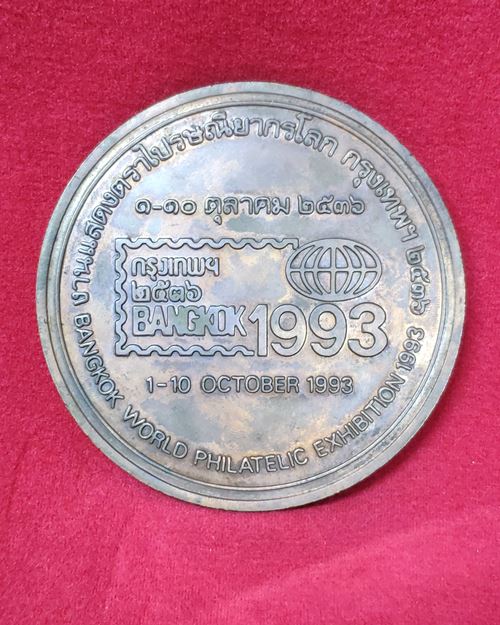 งานแสดงตราไปรษณียากรโลก กรุงเทพฯ ๒๕๓๖
๑-๑๐ ตุลาคม ๒๕๓๖
กรุงเทพฯ
๒๕๓๖
BANGKOK 1993
1-10 OCTOBER 1993
BANGKOK WORLD PHILATELIC EXHIBITION 1993